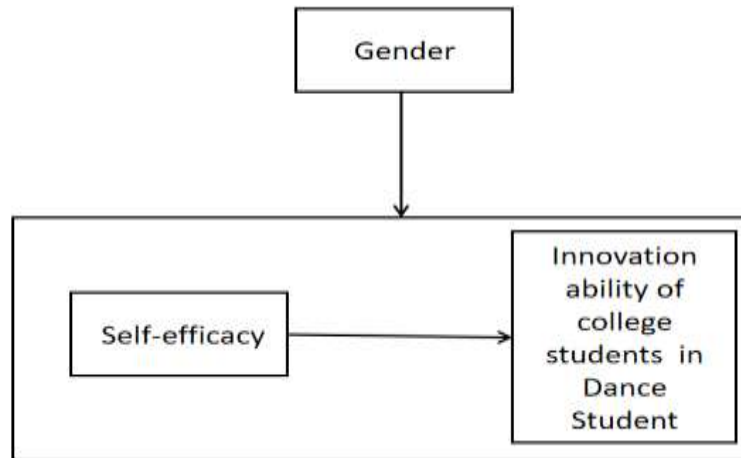 Gender
Self-efficacy
Innovation
ability of
college
students in
Dance
Student